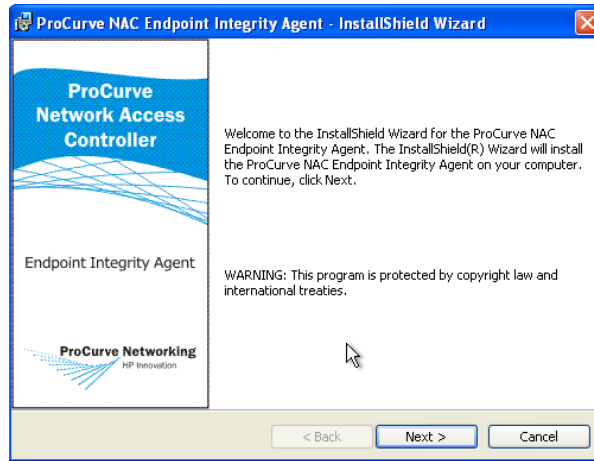 ProCurve NAC Endpoint Integrity Agent - InstallShield Wizard
ProCurve
Network Access
Controller
Endpoint Integrity Agent
ProCurve Networking
HP Innovation
Welcome to the InstallShield Wizard for the ProCurve NAC
Endpoint Integrity Agent. The InstallShield(R) Wizard will install
the ProCurve NAC Endpoint Integrity Agent on your computer.
To continue, click Next.
WARNING: This program is protected by copyright law and
international treaties.
< Back
Next >
Cancel